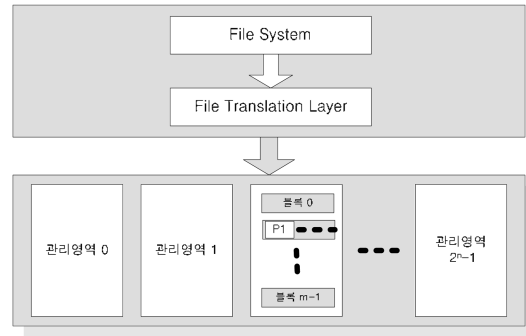 File System
File Translation Layer
관리영역 0
관리영역 1
블록 0
P1
블록 m-1
관리영역
2ⁿ-1